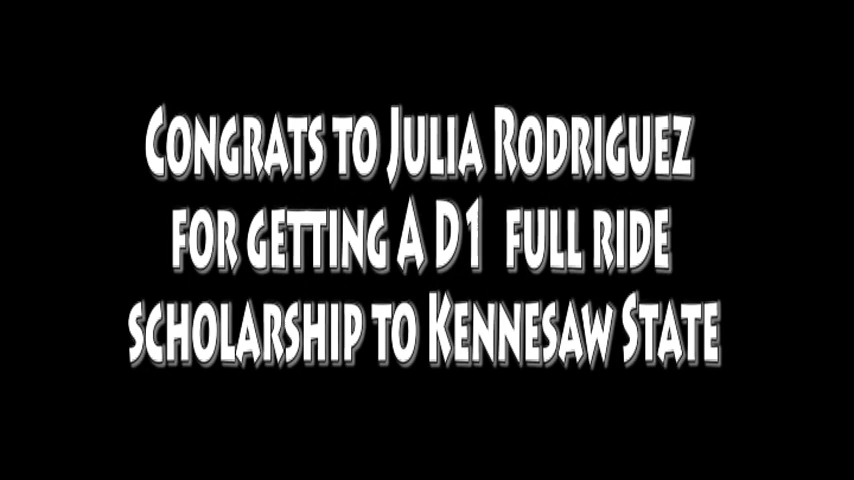 Congrats to Julia Rodriguez
for getting A D1 full ride
scholarship to Kennesaw State